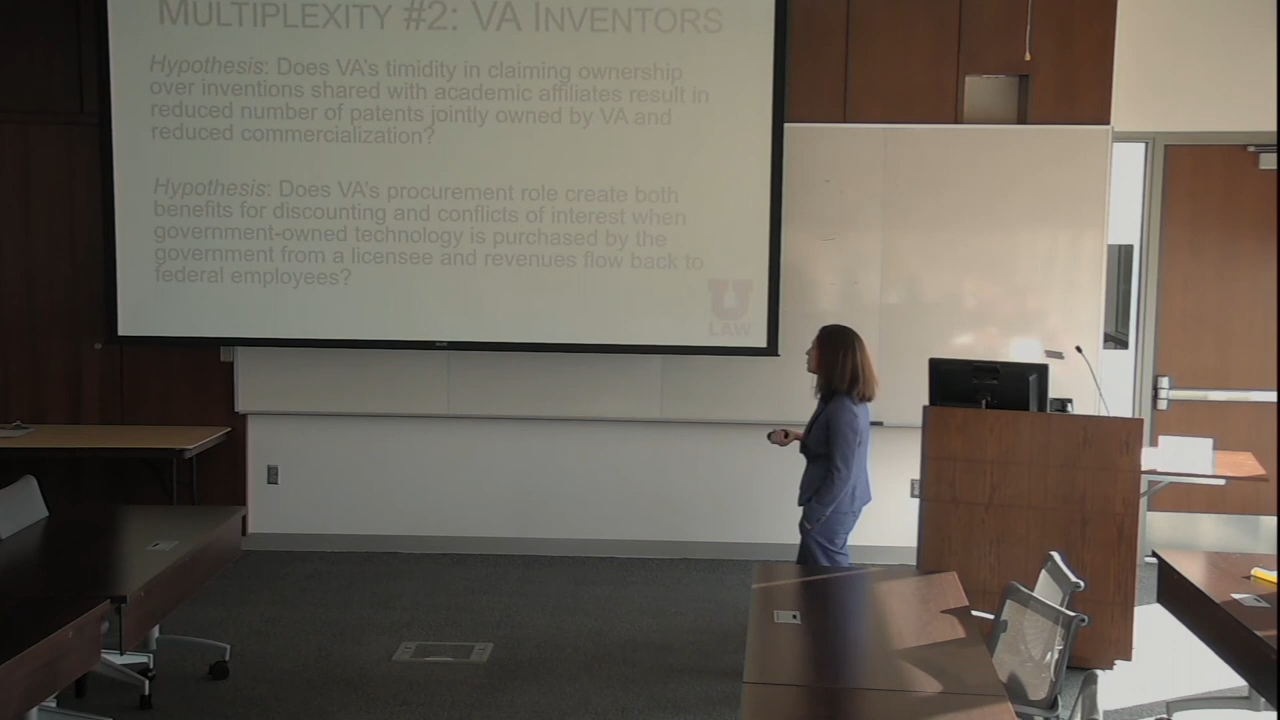 MULTIPLEXITY #2: VA INVENTORS
Hypothesis: Does VA's timidity in claiming ownership
over inventions shared with academic affiliates result in
reduced number of patents jointly owned by VA and
reduced commercialization?
Hypothesis: Does VA's procurement role create both
benefits for discounting and conflicts of interest when
government-owned technology is purchased by the
government from a licensee and revenues flow back to
federal employees?
U
LAW